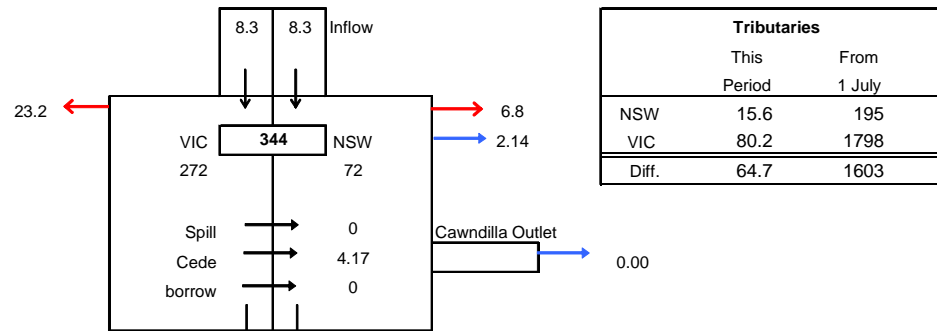 8.3 8.3 Inflow
23.2 6.8
2.14
VIC 344 NSW
272 72
Spill 0
Cede 4.17
borrow 0
Cawndilla Outlet
0.00
Tributaries
This From
Period 1 July
NSW 15.6 195
VIC 80.2 1798
Diff. 64.7 1603